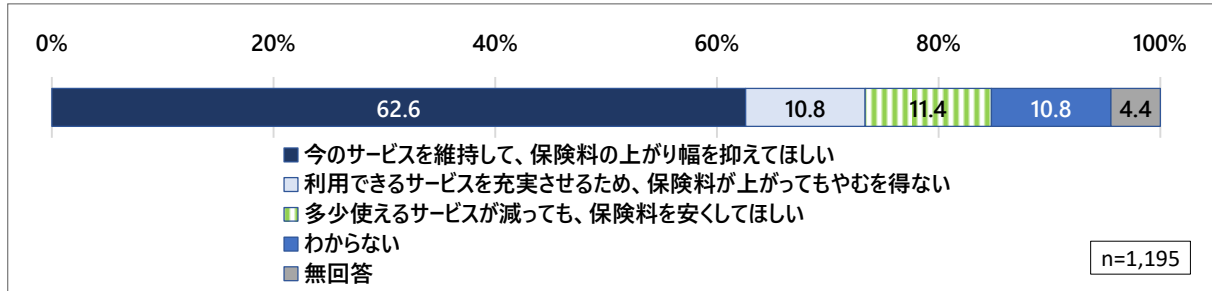 0% 20% 40% 60% 80% 100%
62.6 10.8 11.4 10.8 4.4
今のサービスを維持して、保険料の上がり幅を抑えてほしい
利用できるサービスを充実させるため、保険料が上がってもやむを得ない
多少使えるサービスが減っても、保険料を安くしてほしい
わからない
無回答
n=1,195